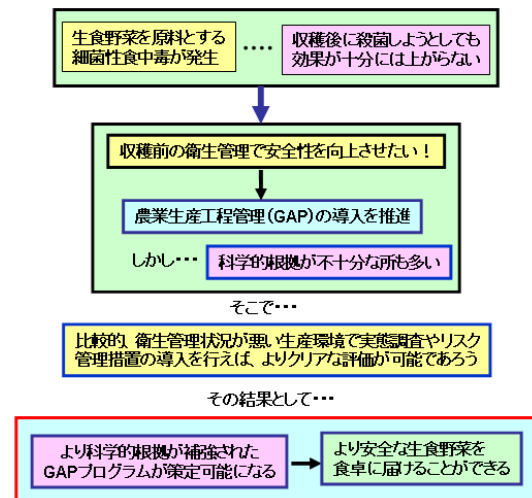 生食野菜を原料とする
細菌性食中毒が発生
････
収穫後に殺菌しようとしても
効果が十分には上がらない
収穫前の衛生管理で安全性を向上させたい！
農業生産工程管理(GAP)の導入を推進
しかし･･･
科学的根拠が不十分な所も多い
そこで･･･
比較的、衛生管理状況が悪い生産環境で実態調査やリスク
管理措置の導入を行えば、よりクリアな評価が可能であろう
その結果として･･･
より科学的根拠が補強された
GAPプログラムが策定可能になる
より安全な生食野菜を
食卓に届けることができる